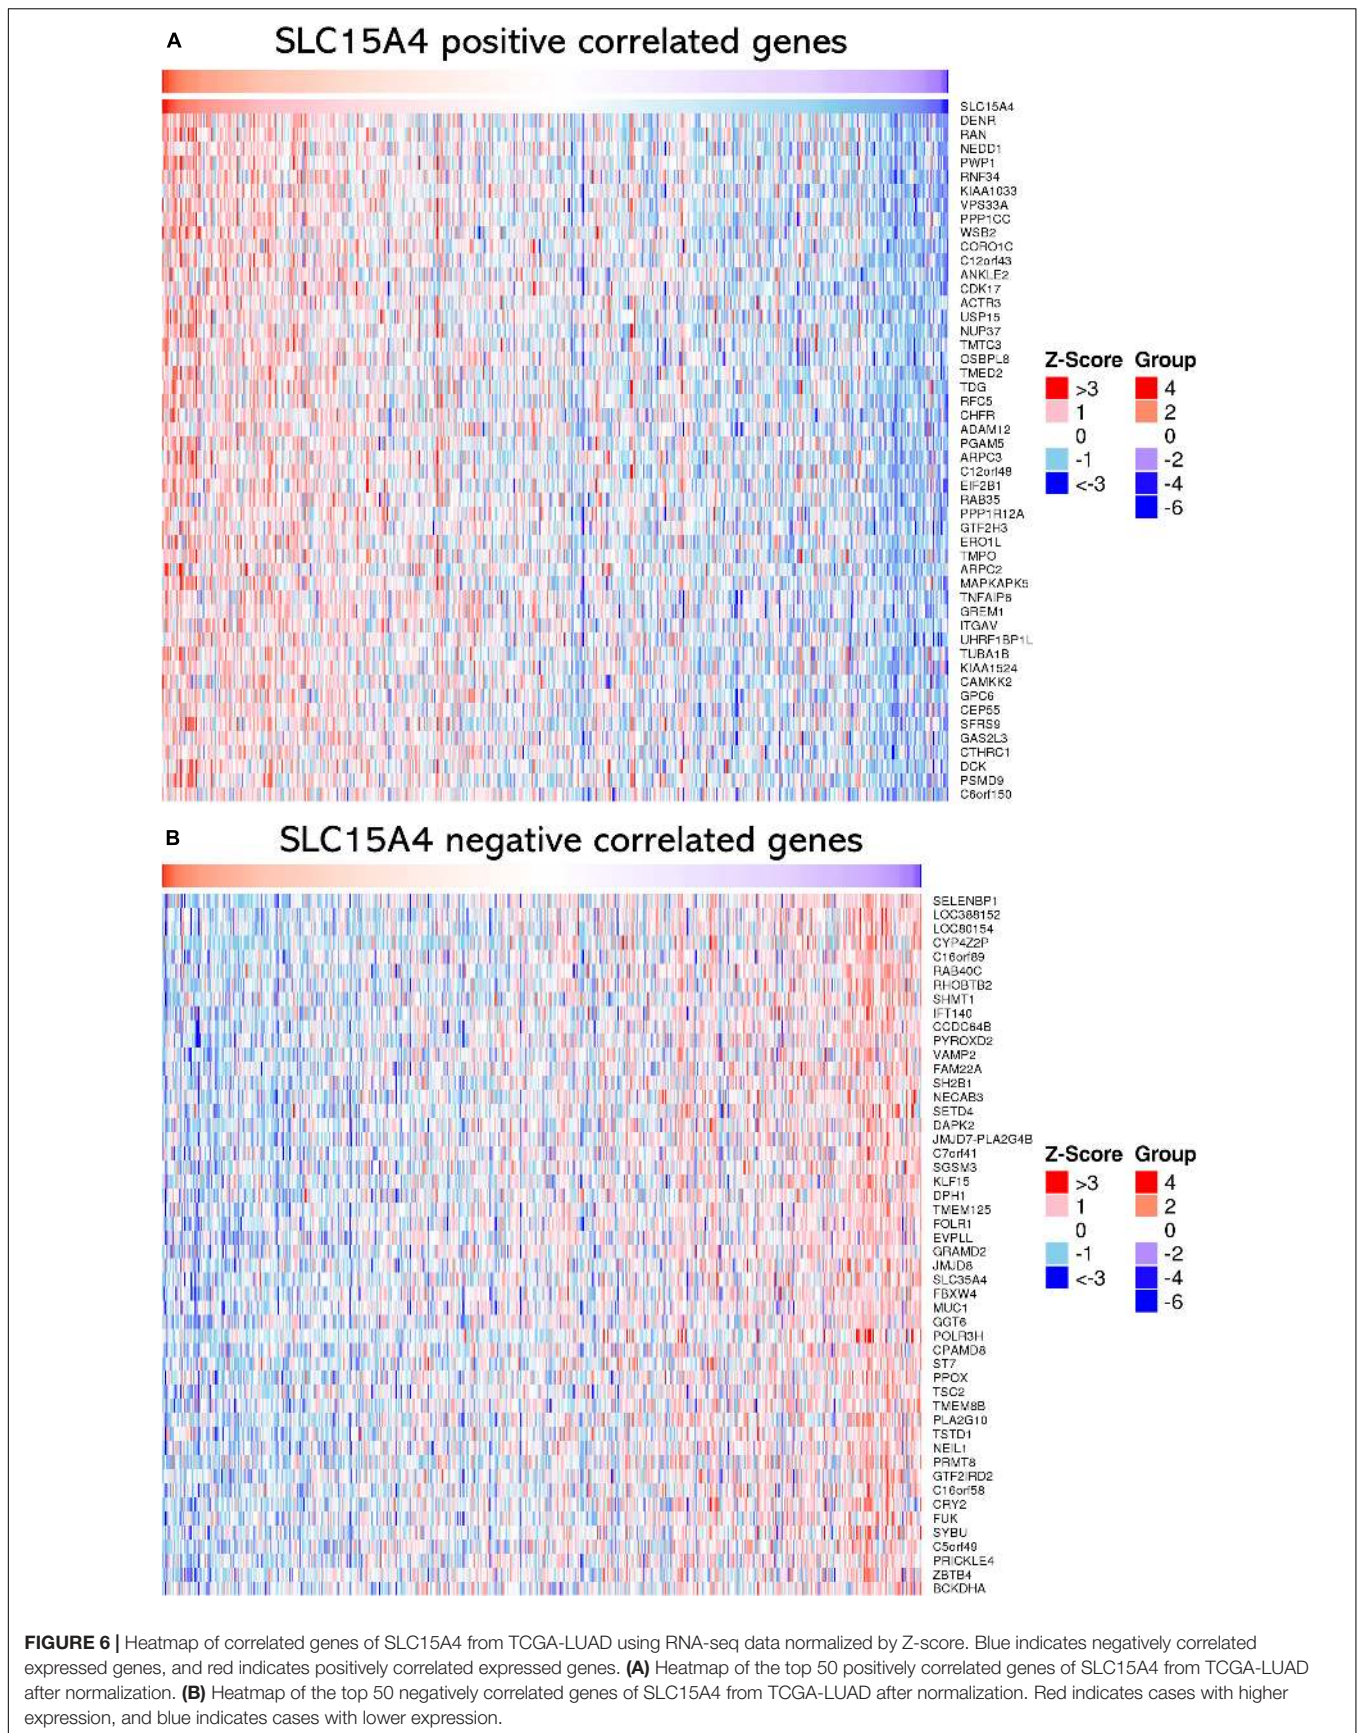 A
SLC15A4 positive correlated genes
SLC15A4
DENR
RAN
NEDD1
PWP1
RNF34
KIAA1033
VPS33A
PPP1CC
WSB2
CORO1C
C12orf43
ANKLE2
CDK17
ACTR3
USP15
NUP37
TMTC3
OSBPL8
TMED2
TDG
RFC5
CHFR
ADAM12
PGAM5
ARPC3
C12orf48
EIF2B1
RAB35
PPP1R12A
GTF2H3
ERO1L
TMPO
ARPC2
MAPKAPK5
TNFAIP6
GREM1
ITGAV
UHRF1BP1L
TUBA1B
KIAA1524
CAMKK2
GPC6
CEP55
SFRS9
GAS2L3
CTHRC1
DCK
PSMD9
C6orf150
Z-Score Group
>3 4
1 2
0 0
-1 -2
<-3 -4
-6
B
SLC15A4 negative correlated genes
SELENBP1
LOC388152
LOC80154
CYP4Z2P
C16orf89
RAB40C
RHOBTB2
SHMT1
IFT140
CCDC64B
PYROXD2
VAMP2
FAM22A
SH2B1
NECAB3
SETD4
DAPK2
JMJD7-PLA2G4B
C7orf41
SGSM3
KLF15
DPH1
TMEM125
FOLR1
EVPLL
GRAMD2
JMJD8
SLC35A4
FBXW4
MUC1
GGT6
POLR3H
CPAMD8
ST7
PPOX
TSC2
TMEM8B
PLA2G10
TSTD1
NEIL1
PRMT8
GTF2IRD2
C16orf58
CRY2
FUK
SYBU
C5orf49
PRICKLE4
ZBTB4
BCKDHA
Z-Score Group
>3 4
1 2
0 0
-1 -2
<-3 -4
-6
FIGURE 6 | Heatmap of correlated genes of SLC15A4 from TCGA-LUAD using RNA-seq data normalized by Z-score. Blue indicates negatively correlated
expressed genes, and red indicates positively correlated expressed genes. (A) Heatmap of the top 50 positively correlated genes of SLC15A4 from TCGA-LUAD
after normalization. (B) Heatmap of the top 50 negatively correlated genes of SLC15A4 from TCGA-LUAD after normalization. Red indicates cases with higher
expression, and blue indicates cases with lower expression.